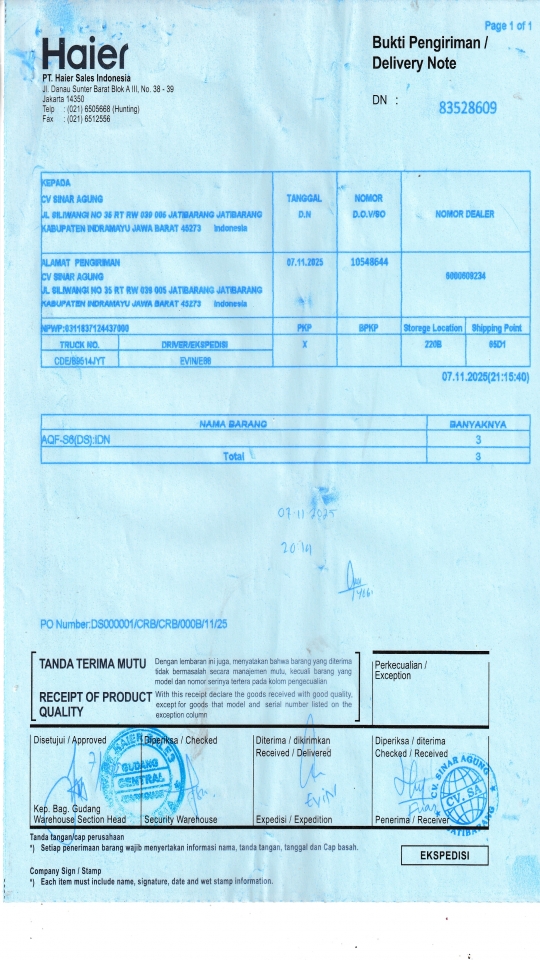 Page 1 of 1
Haier
Bukti Pengiriman /
Delivery Note
PT. Haier Sales Indonesia
Jl. Danau Sunter Barat Blok A III, No. 38 - 39
Jakarta 14350
Telp : (021) 6505668 (Hunting)
Fax : (021) 6512556
DN : 83528609
KEPADA
CV SINAR AGUNG
JL SILIWANGI NO 35 RT RW 039 005 JATIBARANG JATIBARANG
KABUPATEN INDRAMAYU JAWA BARAT 45273 Indonesia
TANGGAL
D.N
NOMOR
D.O.V/SO
NOMOR DEALER
ALAMAT PENGIRIMAN
CV SINAR AGUNG
JL SILIWANGI NO 35 RT RW 039 005 JATIBARANG JATIBARANG
KABUPATEN INDRAMAYU JAWA BARAT 45273 Indonesia
07.11.2025
10548644
NPWP:0311837124437000
PKP
BPKP
Storege Location
Shipping Point
TRUCK NO.
DRIVER/EKSPEDISI
X
220B
EVIN/E88
07.11.2025(21:15:40)
NAMA BARANG BANYAKNYA
AQF-S6(DS):IDN 3
Total 3
07.11 2025
PO Number:DS000001/CRB/CRB/000B/11/25
TANDA TERIMA MUTU
Dengan lembaran ini juga, menyatakan bahwa barang yang diterima
tidak bermasalah secara manajemen mutu, kecuali barang yang
model dan nomor serinya tertera pada kolom pengecualian
RECEIPT OF PRODUCT
QUALITY
With this receipt declare the goods received with good quality,
except for goods that model and serial number listed on the
exception column
Perkecualian /
Exception
Disetujui / Approved
Diperiksa / Checked
Diterima / dikirimkan
Received / Delivered
Diperiksa / diterima
Checked / Received
GUDANG
CENTRAL
EVIN
CV. SINAR AGUNG
CV. SA
JATIBARANG
Kep. Bag. Gudang
Warehouse Section Head
Security Warehouse
Expedisi / Expedition
Penerima / Receiver
Tanda tangan/cap perusahaan
*) Setiap penerimaan barang wajib menyertakan informasi nama, tanda tangan, tanggal dan Cap basah.
EKSPEDISI
Company Sign / Stamp
*) Each item must include name, signature, date and wet stamp information.